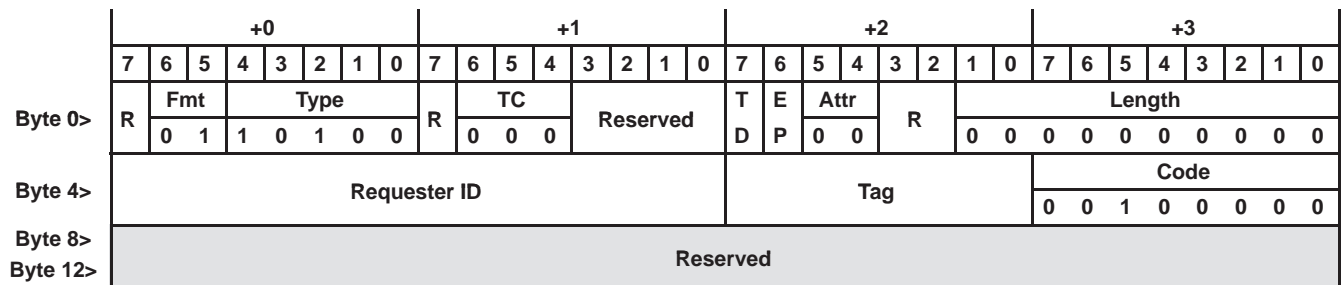 +0 +1 +2 +3
7 6 5 4 3 2 1 0 7 6 5 4 3 2 1 0 7 6 5 4 3 2 1 0 7 6 5 4 3 2 1 0
Byte 0> R Fmt Type R TC Reserved T E Attr R Length
0 1 1 0 1 0 0 0 0 0 D P 0 0 0 0 0 0 0 0 0 0 0 0
Byte 4> Requester ID Tag Code
0 0 1 0 0 0 0 0
Byte 8>
Reserved
Byte 12>